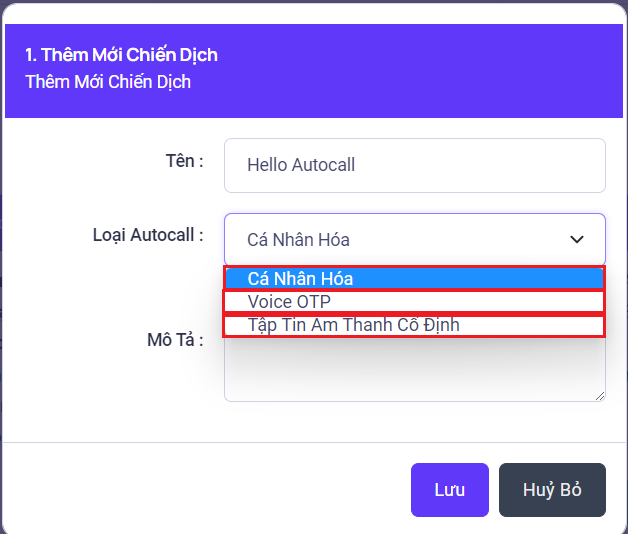 1. Thêm Mới Chiến Dịch
Thêm Mới Chiến Dịch
Tên :
Hello Autocall
Loại Autocall :
Cá Nhân Hóa
Cá Nhân Hóa
Voice OTP
Tập Tin Âm Thanh Cố Định
Mô Tả :
Lưu
Huỷ Bỏ